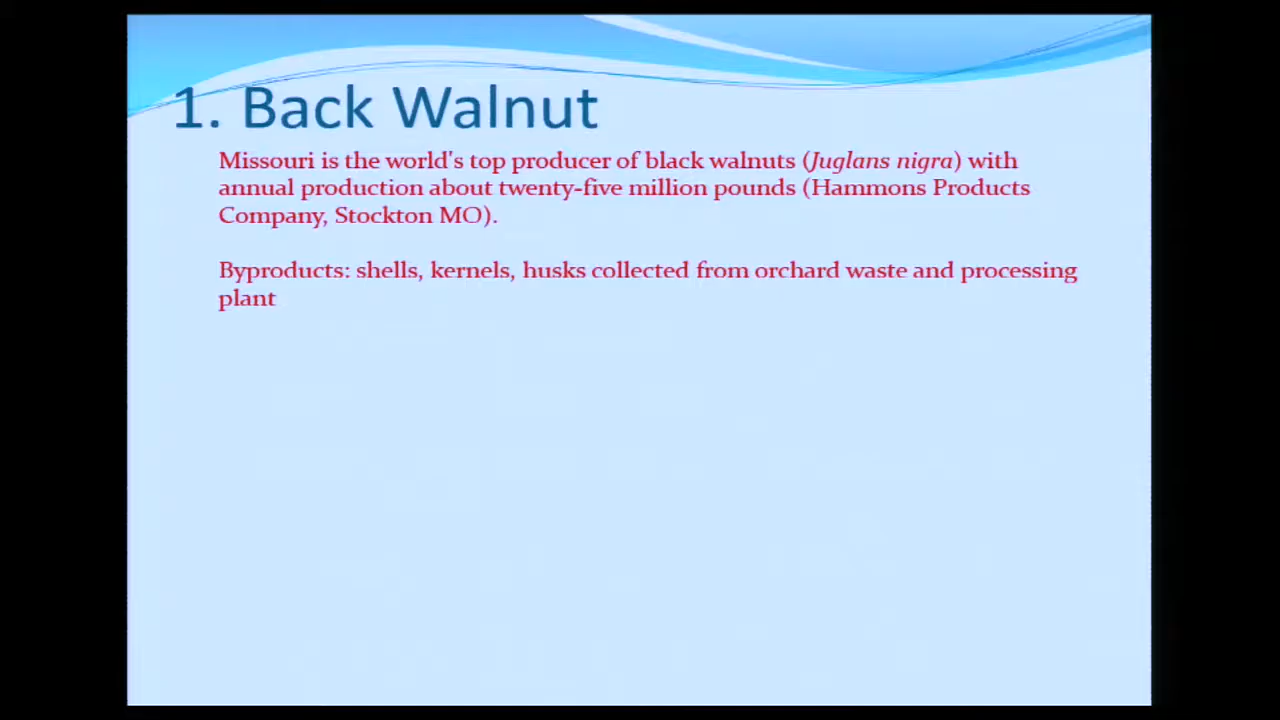 1. Back Walnut
Missouri is the world's top producer of black walnuts (Juglans nigra) with
annual production about twenty-five million pounds (Hammons Products
Company, Stockton MO).
Byproducts: shells, kernels, husks collected from orchard waste and processing
plant